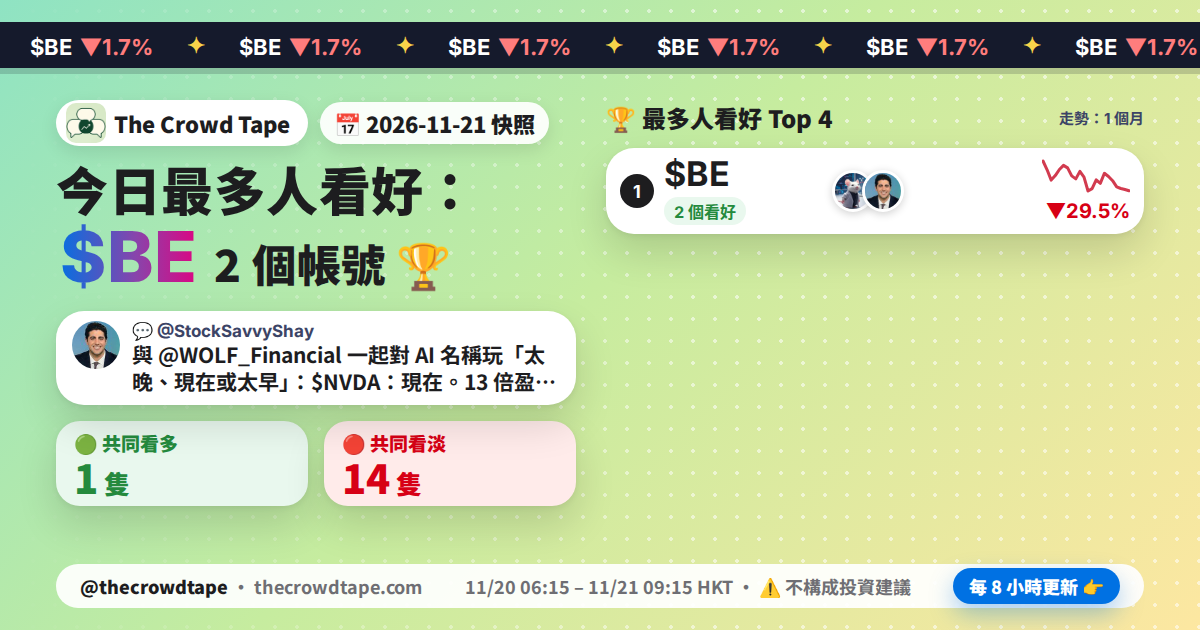 $BE ▼1.7% ✦ $BE ▼1.7% ✦ $BE ▼1.7% ✦ $BE ▼1.7% ✦ $BE ▼1.7% ✦ $BE ▼1.7%
The Crowd Tape
📅 2026-11-21 快照
今日最多人看好：
$BE 2 個帳號 🏆
💬 @StockSavvyShay
與 @WOLF_Financial 一起對 AI 名稱玩「太
晚、現在或太早」：$NVDA：現在。13 倍盈…
🟢 共同看多
1 隻
🔴 共同看淡
14 隻
🏆 最多人看好 Top 4
走勢：1個月
1
$BE
2 個看好
▼29.5%
@thecrowdtape • thecrowdtape.com
11/20 06:15 – 11/21 09:15 HKT • ⚠️ 不構成投資建議
每 8 小時更新 👉